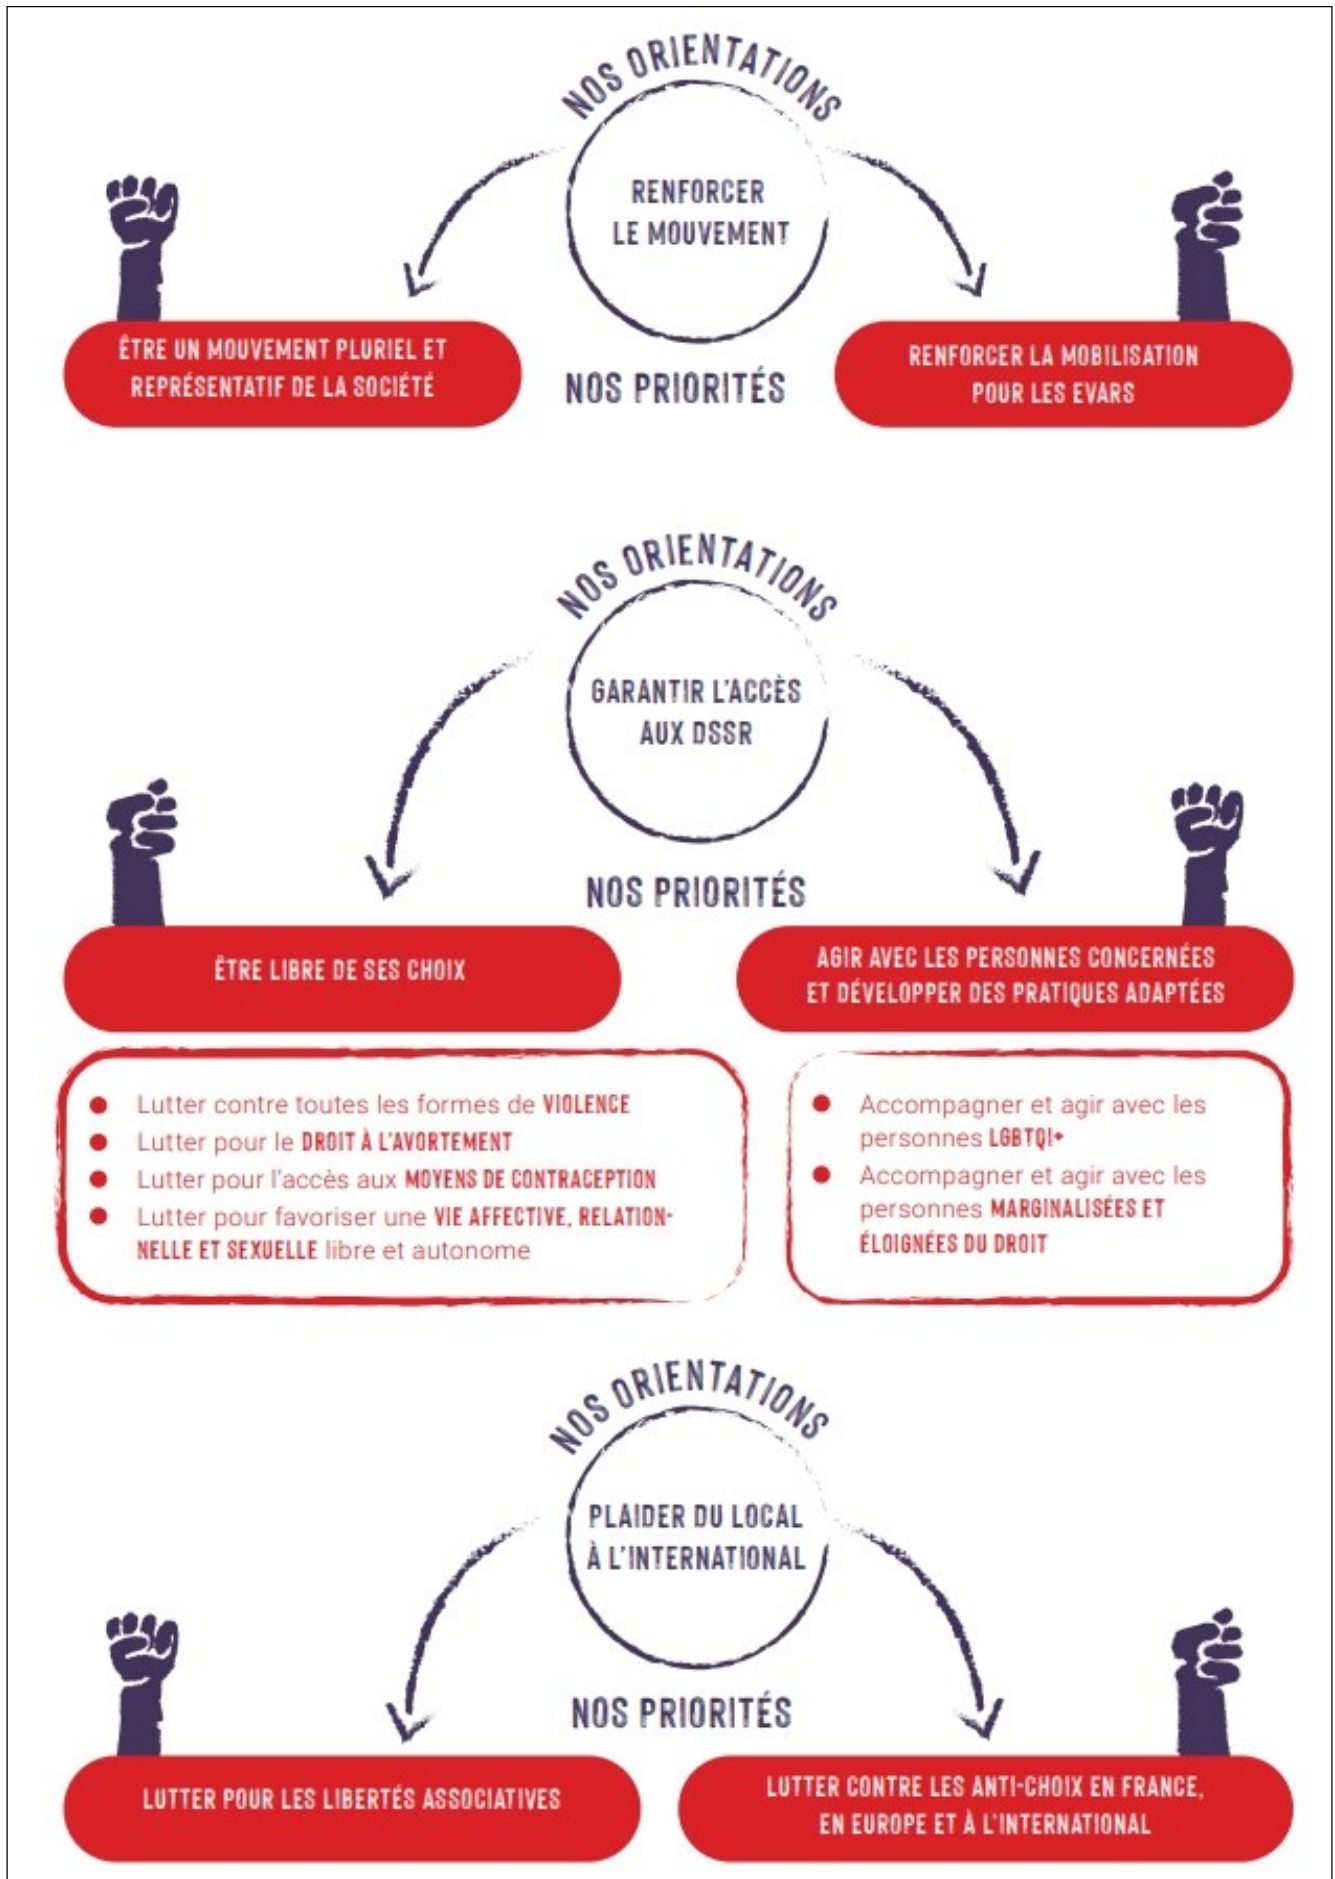 NOS ORIENTATIONS
RENFORCER
LE MOUVEMENT
ÊTRE UN MOUVEMENT PLURIEL ET
REPRÉSENTATIF DE LA SOCIÉTÉ
NOS PRIORITÉS
RENFORCER LA MOBILISATION
POUR LES EVARS
NOS ORIENTATIONS
GARANTIR L'ACCÈS
AUX DSSR
NOS PRIORITÉS
ÊTRE LIBRE DE SES CHOIX
AGIR AVEC LES PERSONNES CONCERNÉES
ET DÉVELOPPER DES PRATIQUES ADAPTÉES
Lutter contre toutes les formes de VIOLENCE
Lutter pour le DROIT À L'AVORTEMENT
Lutter pour l'accès aux MOYENS DE CONTRACEPTION
Lutter pour favoriser une VIE AFFECTIVE, RELATION-
NELLE ET SEXUELLE libre et autonome
Accompagner et agir avec les
personnes LGBTQI+
Accompagner et agir avec les
personnes MARGINALISÉES ET
ÉLOIGNÉES DU DROIT
NOS ORIENTATIONS
PLAIDER DU LOCAL
À L'INTERNATIONAL
NOS PRIORITÉS
LUTTER POUR LES LIBERTÉS ASSOCIATIVES
LUTTER CONTRE LES ANTI-CHOIX EN FRANCE,
EN EUROPE ET À L'INTERNATIONAL